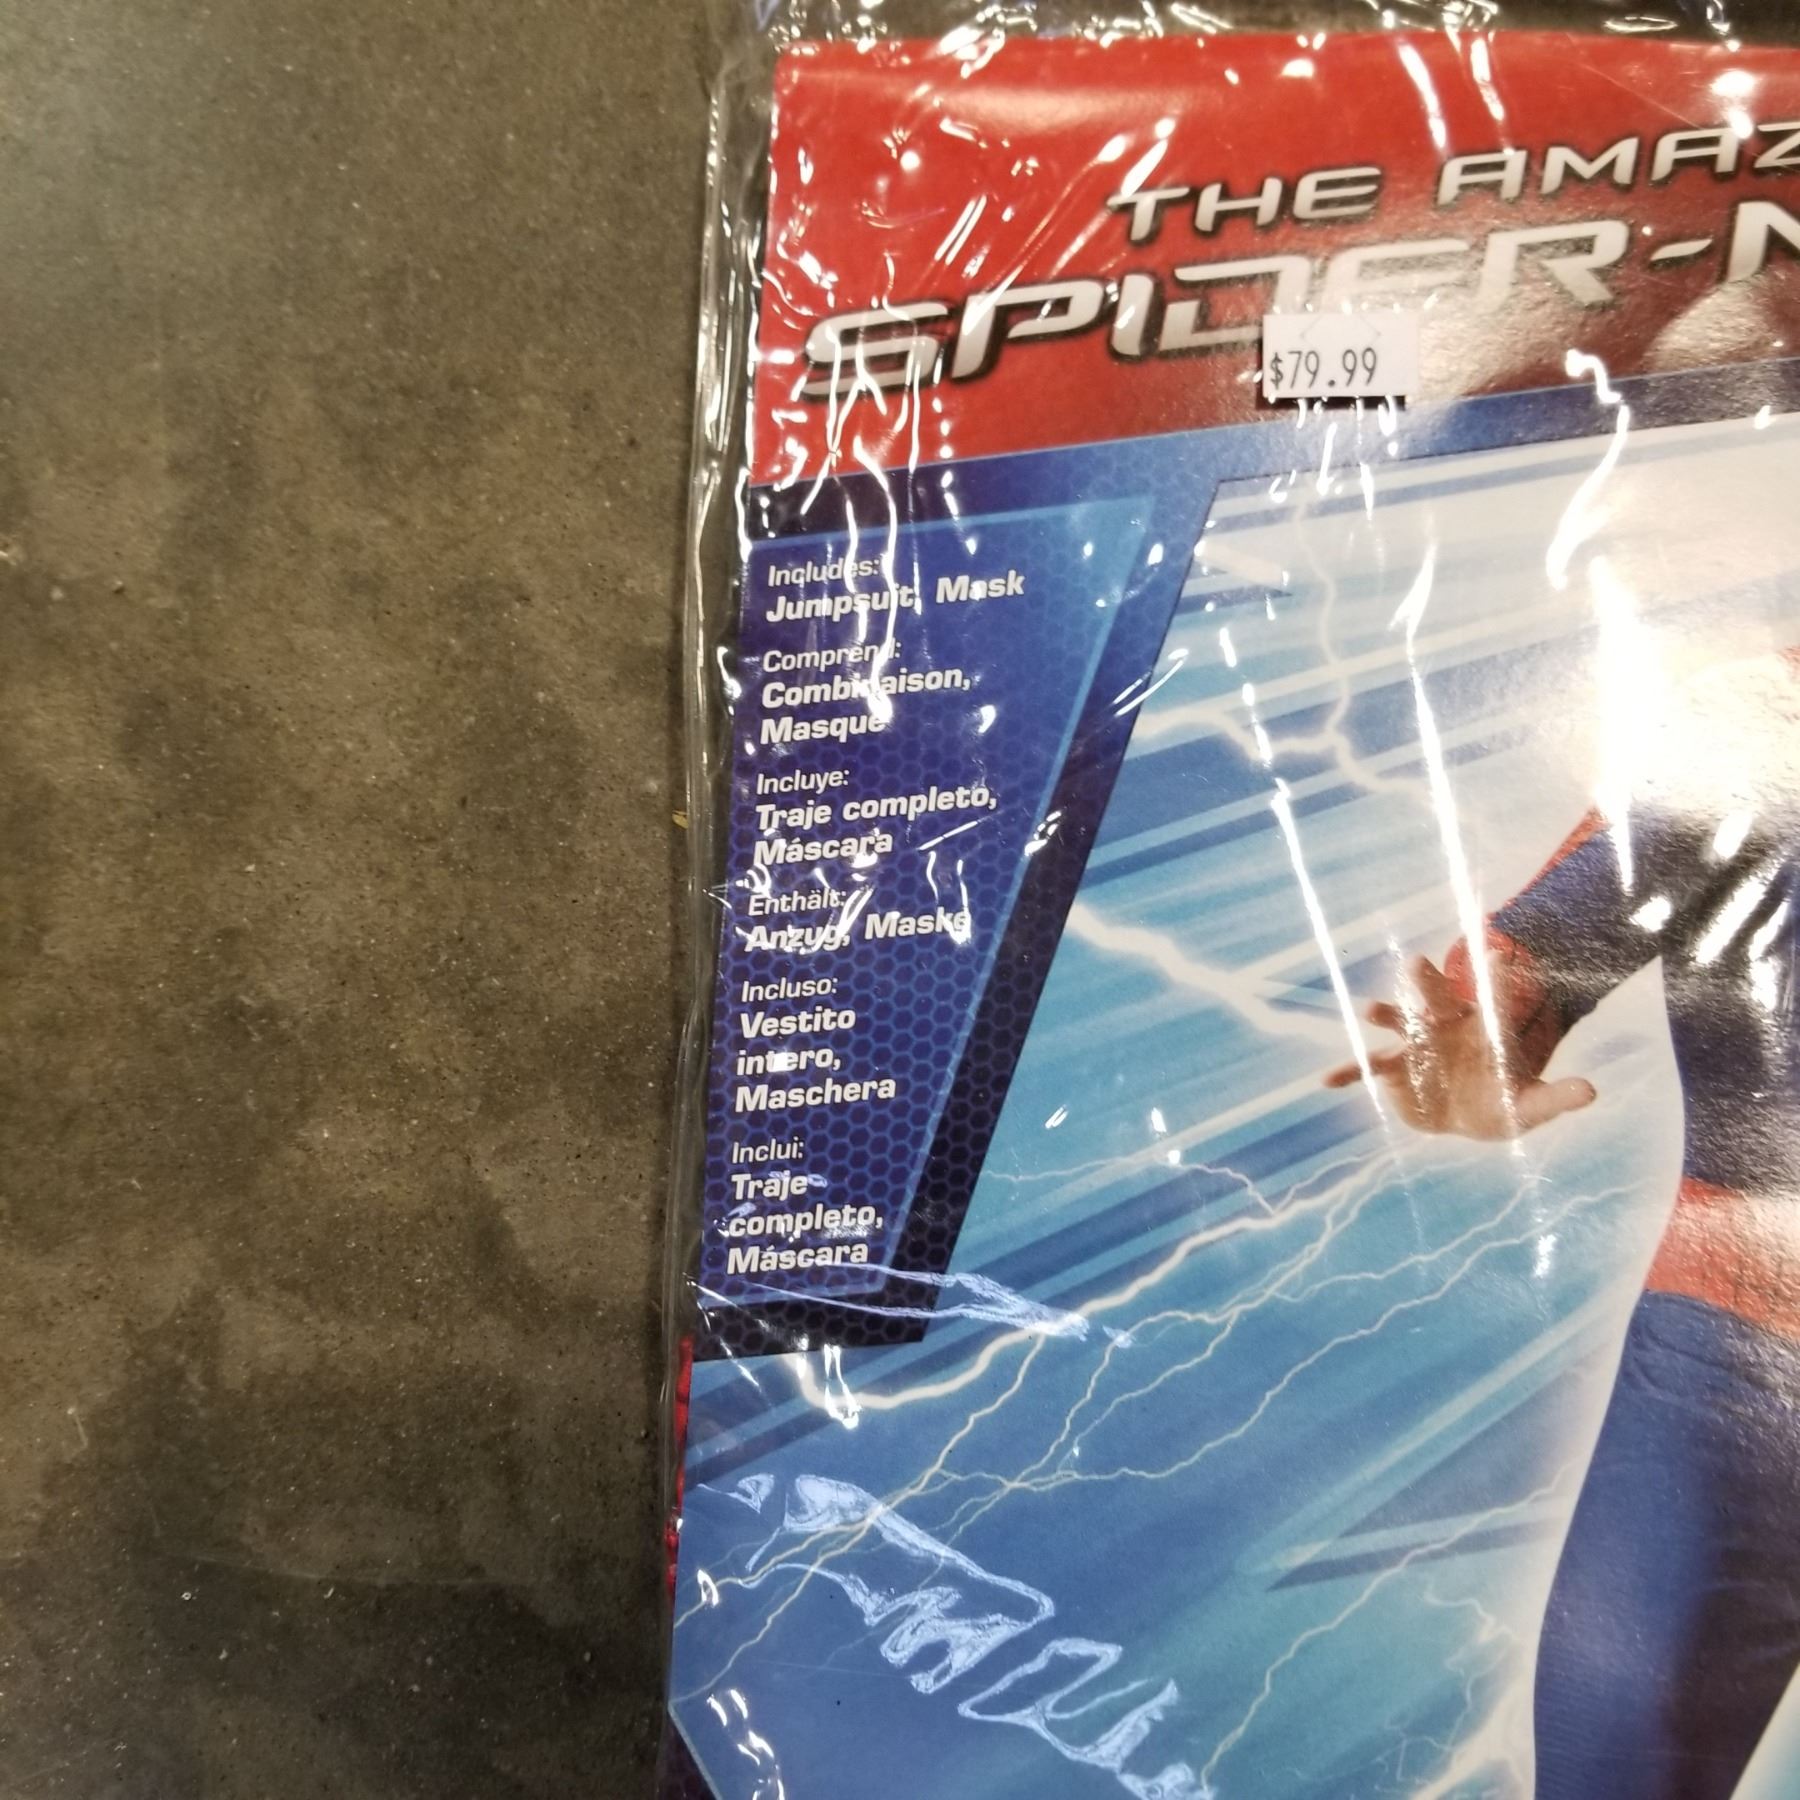 THE AMAZ
SPIDER-M
$79.99
Includes:
Jumpsuit, Mask
Comprend:
Combinaison,
Masque
Incluye:
Traje completo,
Máscara
Enthält:
Anzug, Maske
Incluso:
Vestito
intero,
Maschera
Inclui:
Traje
completo,
Máscara